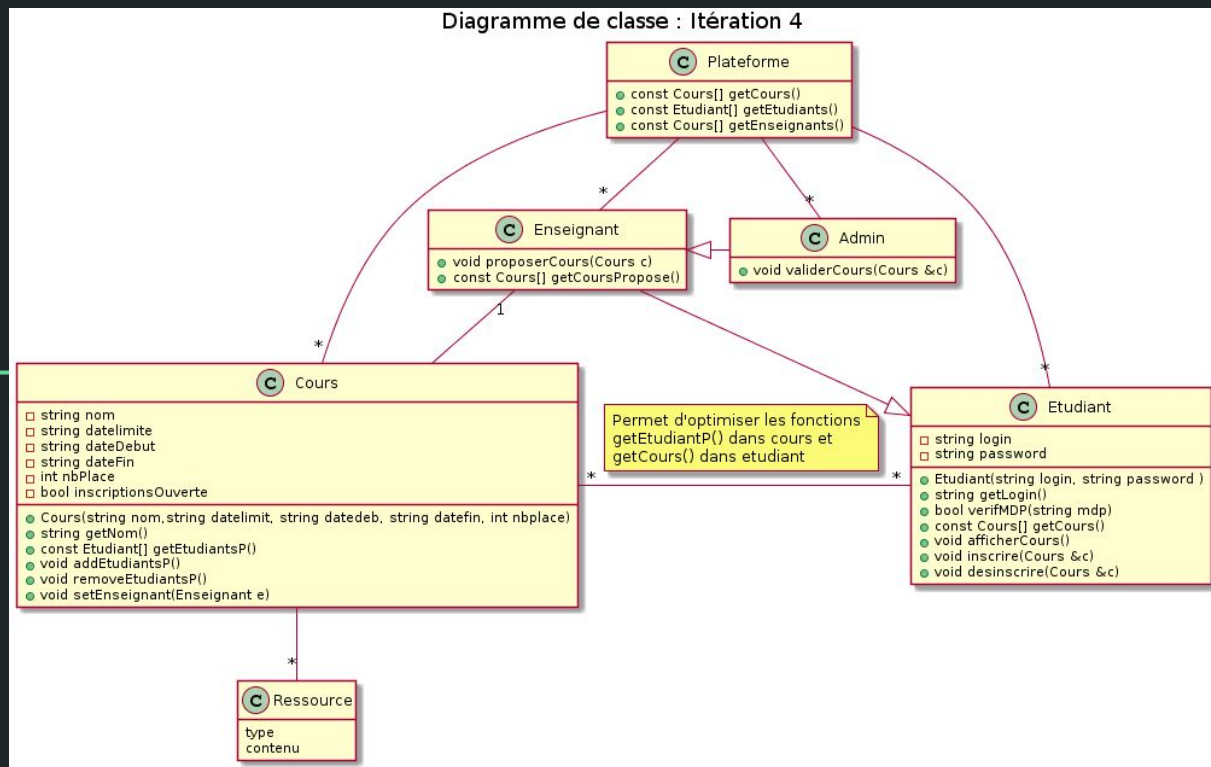 Diagramme de classe : Itération 4
C Plateforme
const Cours[] getCours()
const Etudiant[] getEtudiants()
const Cours[] getEnseignants()
*
*
C Enseignant
void proposerCours(Cours c)
const Cours[] getCoursPropose()
C Admin
void validerCours(Cours &c)
1
*
*
C Cours
string nom
string datelimite
string dateDebut
string dateFin
int nbPlace
bool inscriptionsOuverte
Cours(string nom,string datelimit, string datedeb, string datefin, int nbplace)
string getNom()
const Etudiant[] getEtudiantsP()
void addEtudiantsP()
void removeEtudiantsP()
void setEnseignant(Enseignant e)
Permet d'optimiser les fonctions
getEtudiantP() dans cours et
getCours() dans etudiant
*
*
C Etudiant
string login
string password
Etudiant(string login, string password )
string getLogin()
bool verifMDP(string mdp)
const Cours[] getCours()
void afficherCours()
void inscrire(Cours &c)
void desinscrire(Cours &c)
*
C Ressource
type
contenu